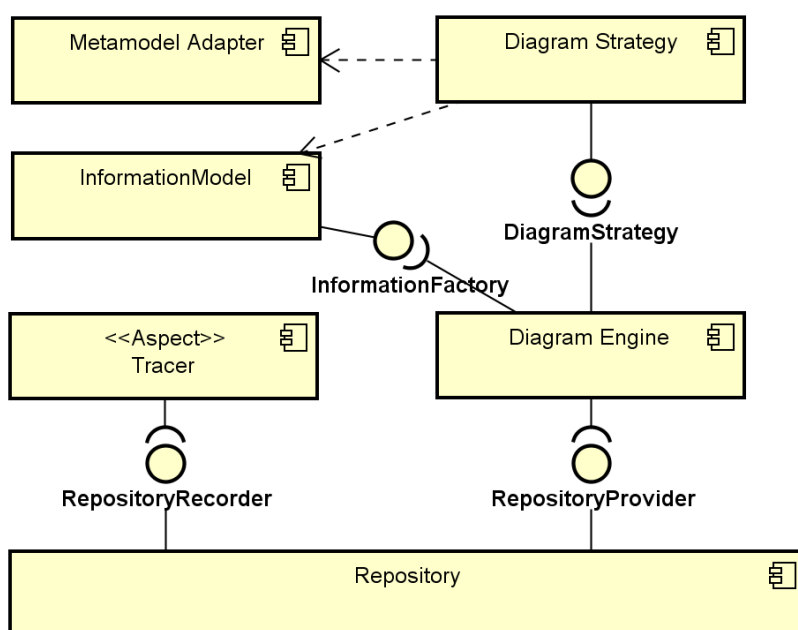 Metamodel Adapter
Diagram Strategy
InformationModel
DiagramStrategy
InformationFactory
<<Aspect>>
Tracer
Diagram Engine
RepositoryRecorder
RepositoryProvider
Repository